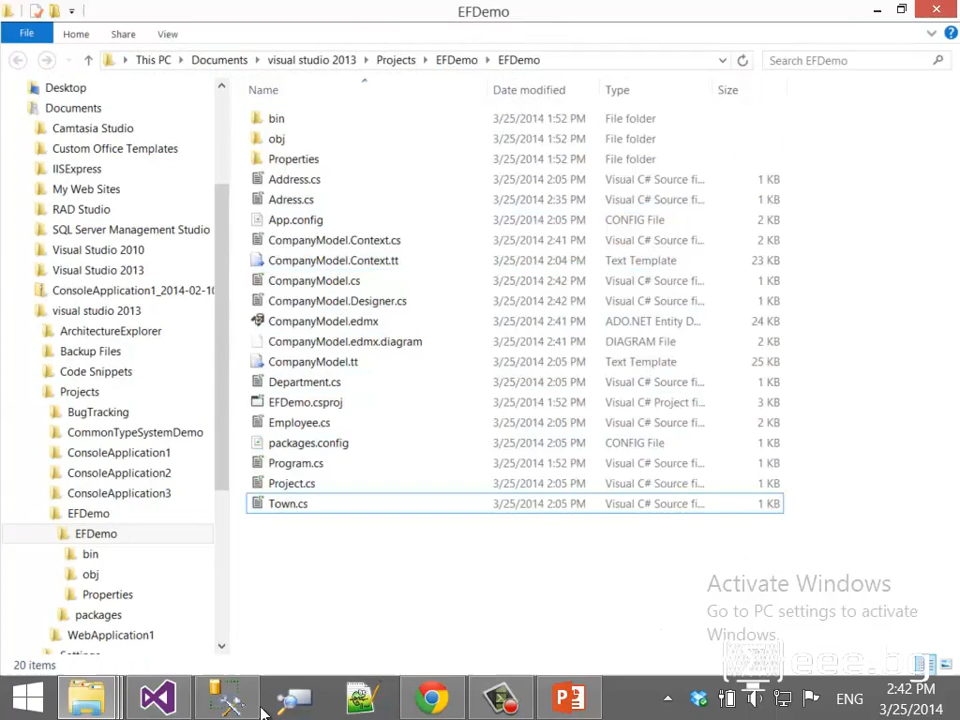 EFDemo
File Home Share View
This PC Documents visual studio 2013 Projects EFDemo EFDemo Search EFDemo
Name Date modified Type Size
Desktop
Documents
Camtasia Studio
Custom Office Templates
IISExpress
My Web Sites
RAD Studio
SQL Server Management Studio
Visual Studio 2010
Visual Studio 2013
ConsoleApplication1_2014-02-10
visual studio 2013
ArchitectureExplorer
Backup Files
Code Snippets
Projects
BugTracking
CommonTypeSystemDemo
ConsoleApplication1
ConsoleApplication2
ConsoleApplication3
EFDemo
EFDemo
bin
obj
Properties
packages
WebApplication1
bin 3/25/2014 1:52 PM File folder
obj 3/25/2014 1:52 PM File folder
Properties 3/25/2014 1:52 PM File folder
Address.cs 3/25/2014 2:05 PM Visual C# Source fi... 1 KB
Adress.cs 3/25/2014 2:35 PM Visual C# Source fi... 1 KB
App.config 3/25/2014 2:05 PM CONFIG File 2 KB
CompanyModel.Context.cs 3/25/2014 2:41 PM Visual C# Source fi... 1 KB
CompanyModel.Context.tt 3/25/2014 2:04 PM Text Template 23 KB
CompanyModel.cs 3/25/2014 2:42 PM Visual C# Source fi... 1 KB
CompanyModel.Designer.cs 3/25/2014 2:41 PM Visual C# Source fi... 1 KB
CompanyModel.edmx 3/25/2014 2:41 PM ADO.NET Entity D... 24 KB
CompanyModel.edmx.diagram 3/25/2014 2:41 PM DIAGRAM File 2 KB
CompanyModel.tt 3/25/2014 2:05 PM Text Template 25 KB
Department.cs 3/25/2014 2:05 PM Visual C# Source fi... 1 KB
EFDemo.csproj 3/25/2014 1:52 PM Visual C# Project fi... 3 KB
Employee.cs 3/25/2014 2:05 PM Visual C# Source fi... 2 KB
packages.config 3/25/2014 2:05 PM CONFIG File 1 KB
Program.cs 3/25/2014 1:52 PM Visual C# Source fi... 1 KB
Project.cs 3/25/2014 2:05 PM Visual C# Source fi... 1 KB
Town.cs 3/25/2014 2:05 PM Visual C# Source fi... 1 KB
Activate Windows
Go to PC settings to activate
Windows.
eee.bg
20 items
ENG 2:42 PM
3/25/2014